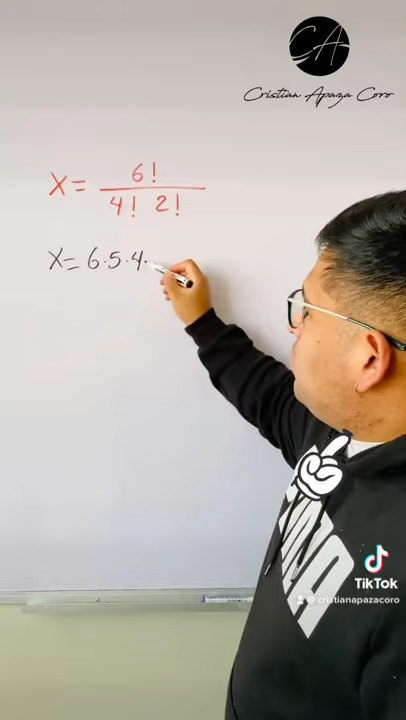 CA
Cristian Apaza Coro
X = 6! / 4! 2!
X = 6·5·4·
TikTok
@cristianapazacoro